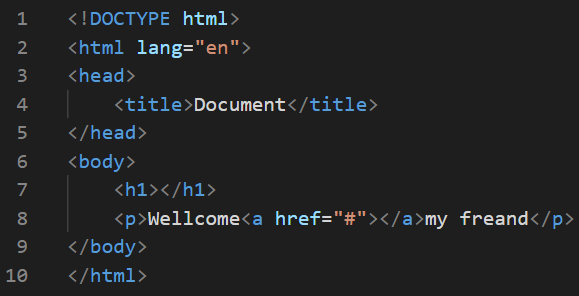 1 <!DOCTYPE html>
2 <html lang="en">
3 <head>
4 <title>Document</title>
5 </head>
6 <body>
7 <h1></h1>
8 <p>Wellcome<a href="#"></a>my freand</p>
9 </body>
10 </html>